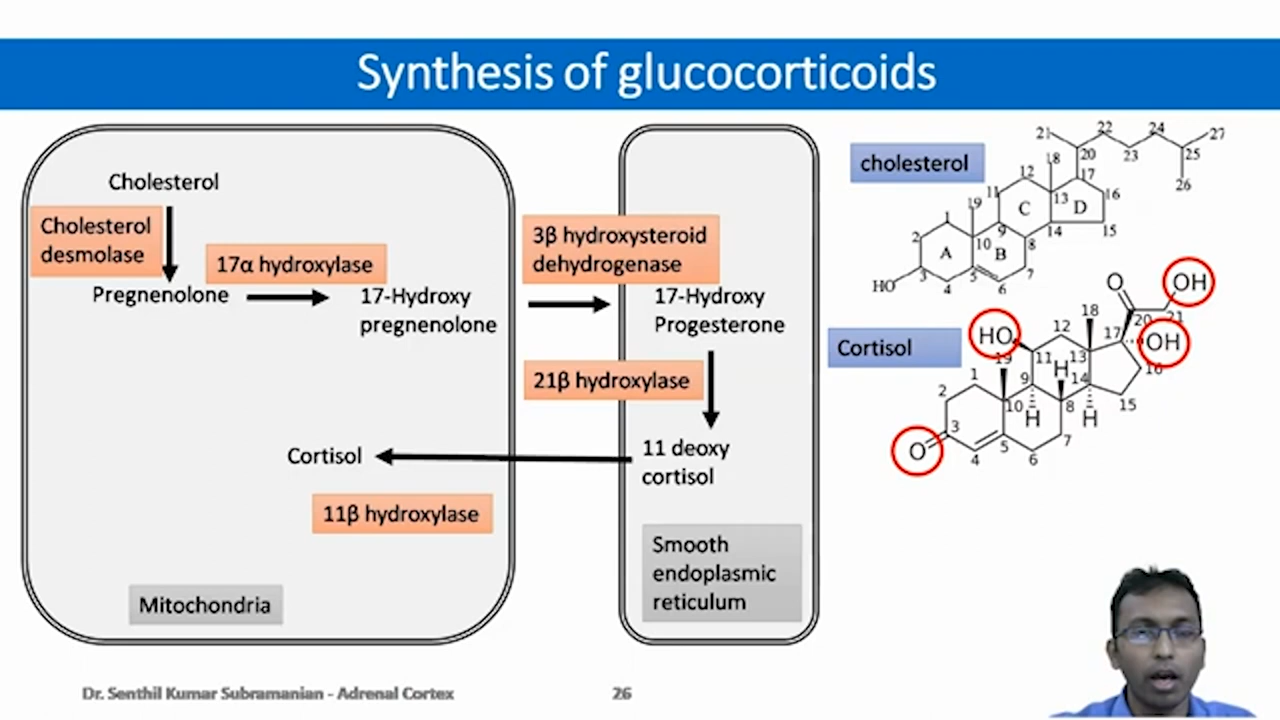 Synthesis of glucocorticoids
Cholesterol
Cholesterol
desmolase
17α hydroxylase
Pregnenolone
17-Hydroxy
pregnenolone
3β hydroxysteroid
dehydrogenase
17-Hydroxy
Progesterone
21β hydroxylase
11 deoxy
cortisol
Cortisol
11β hydroxylase
Mitochondria
Smooth
endoplasmic
reticulum
cholesterol
21 22 24 27
20 23 25
18 26
12 17
11 13 16
19 C D
1 9 14 15
2 10 8
A B
HO 3 5 7
4 6
Cortisol
O OH
18 20 21
HO 12 17 OH
19 11 13 16
1 9 H 14
2 10 H 8 H 15
3 7
O 4 5 6
Dr. Senthil Kumar Subramanian - Adrenal Cortex
26